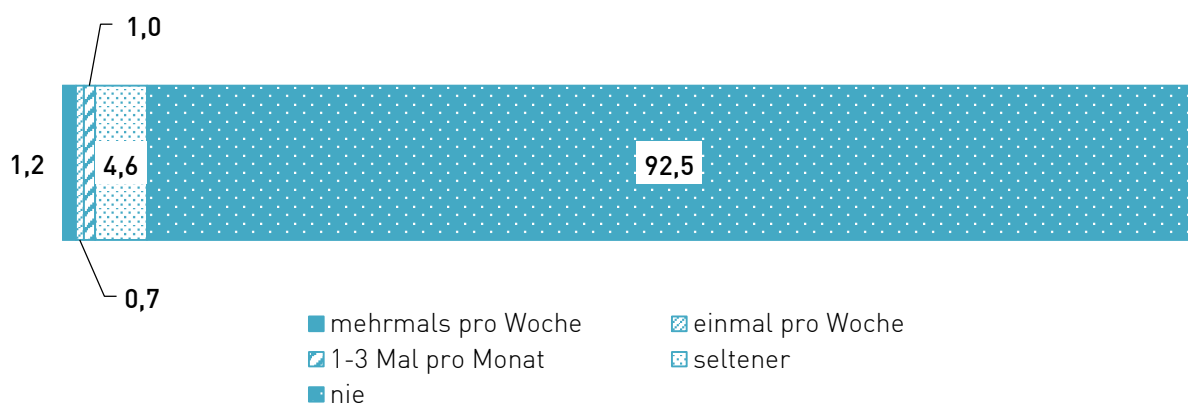 1,0
1,2
4,6
92,5
0,7
mehrmals pro Woche
einmal pro Woche
1-3 Mal pro Monat
seltener
nie